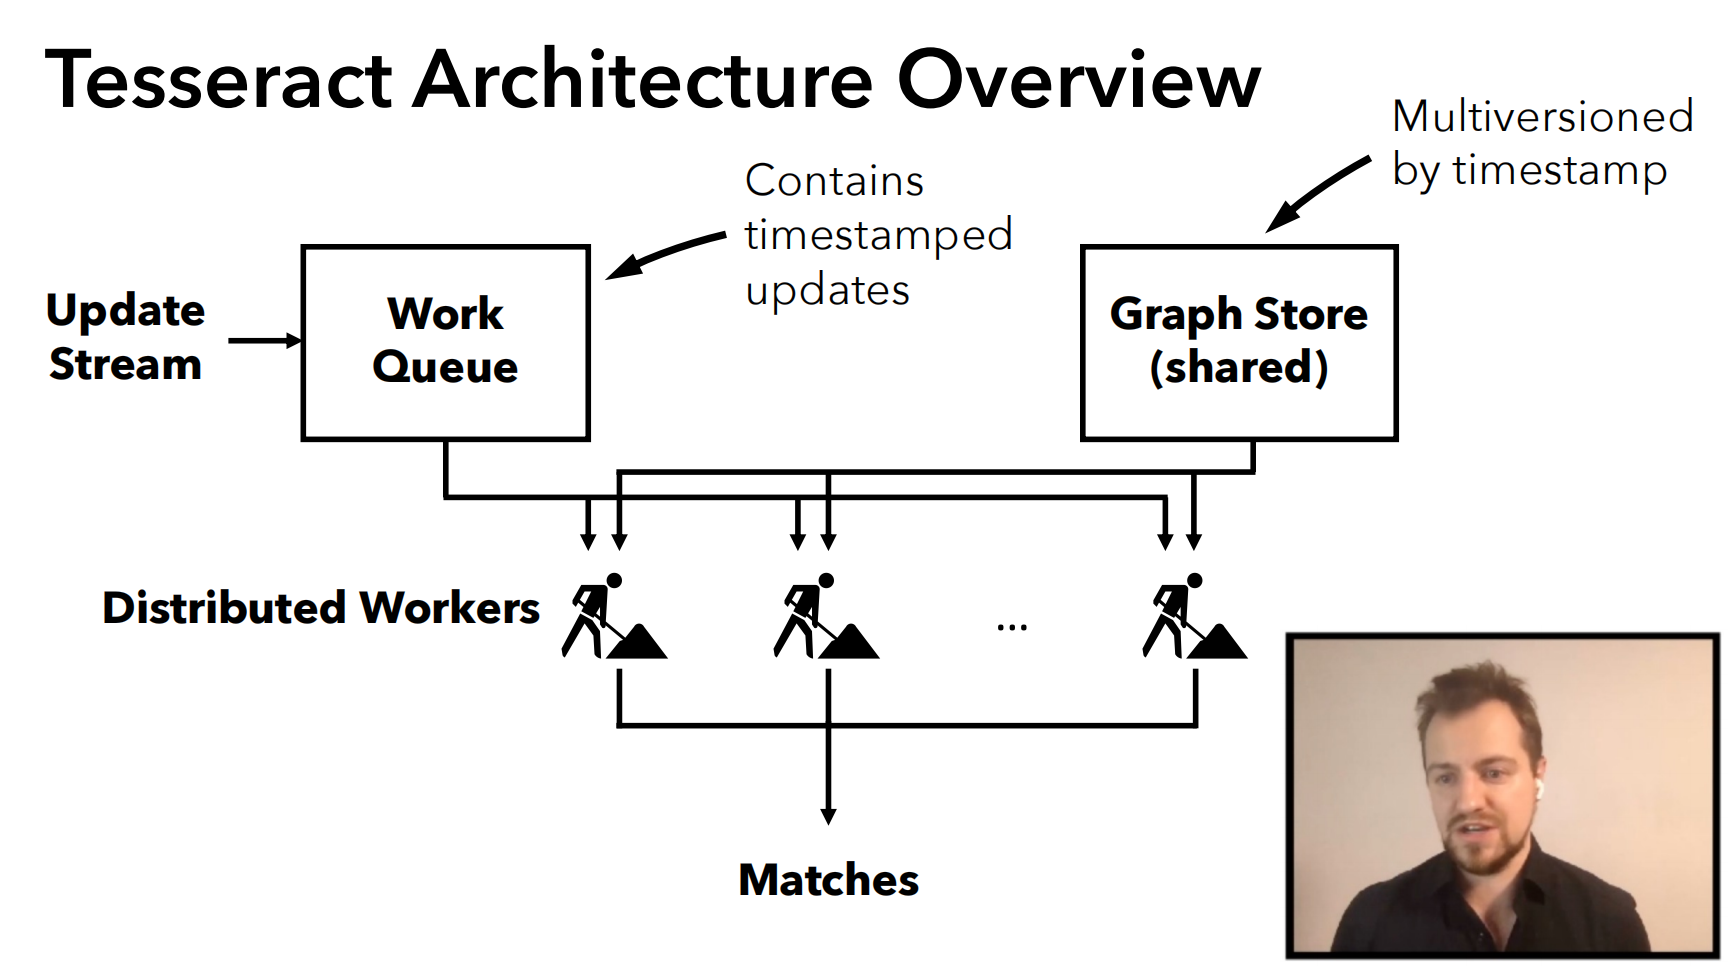 Tesseract Architecture Overview
Multiversioned
by timestamp
Contains
timestamped
updates
Update
Stream
Work
Queue
Graph Store
(shared)
Distributed Workers
...
Matches